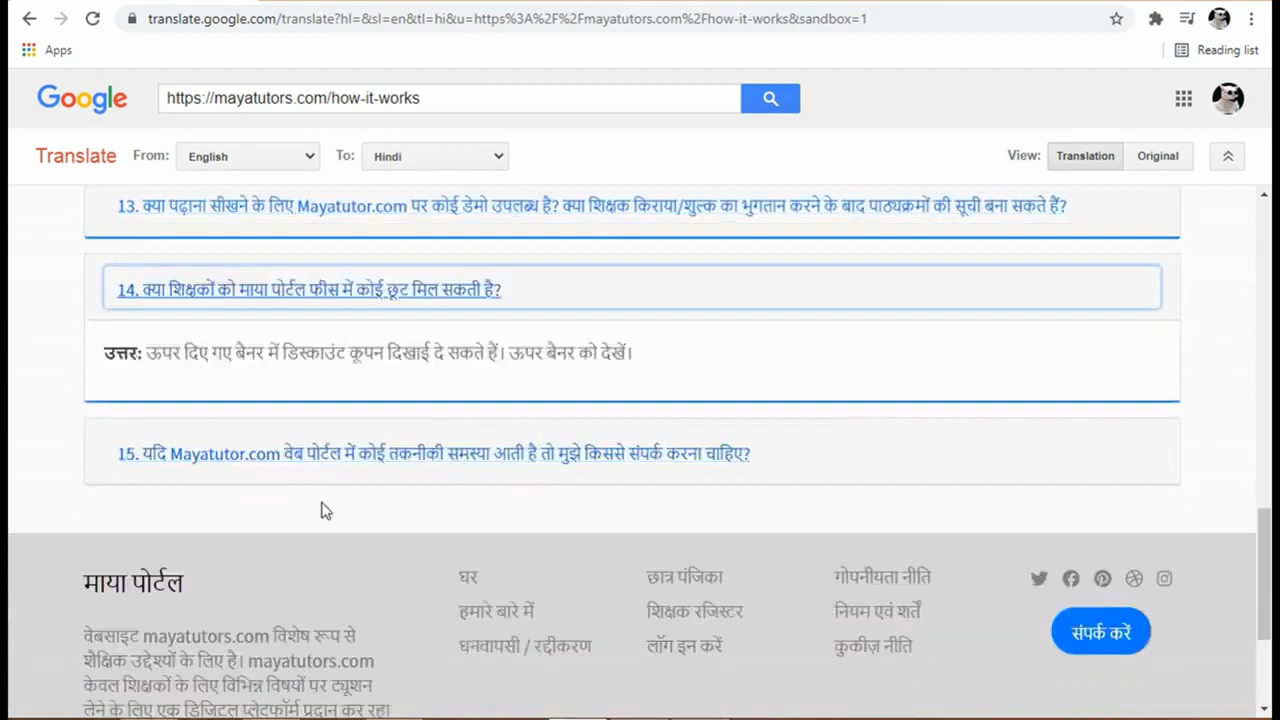 translate.google.com/translate?hl=&sl=en&tl=hi&u=https%3A%2F%2Fmayatutors.com%2Fhow-it-works&sandbox=1
Apps
Reading list
Google
https://mayatutors.com/how-it-works
Translate From: English To: Hindi View: Translation Original
13. क्या पढ़ाना सीखने के लिए Mayatutor.com पर कोई डेमो उपलब्ध है? क्या शिक्षक किराया/शुल्क का भुगतान करने के बाद पाठ्यक्रमों की सूची बना सकते हैं?
14. क्या शिक्षकों को माया पोर्टल फीस में कोई छूट मिल सकती है?
उत्तर: ऊपर दिए गए बैनर में डिस्काउंट कूपन दिखाई दे सकते हैं। ऊपर बैनर को देखें।
15. यदि Mayatutor.com वेब पोर्टल में कोई तकनीकी समस्या आती है तो मुझे किससे संपर्क करना चाहिए?
माया पोर्टल
वेबसाइट mayatutors.com विशेष रूप से
शैक्षिक उद्देश्यों के लिए है। mayatutors.com
केवल शिक्षकों के लिए विभिन्न विषयों पर ट्यूशन
लेने के लिए एक डिजिटल प्लेटफॉर्म प्रदान कर रहा
घर
हमारे बारे में
धनवापसी / रद्दीकरण
छात्र पंजिका
शिक्षक रजिस्टर
लॉग इन करें
गोपनीयता नीति
नियम एवं शर्तें
कुकीज़ नीति
संपर्क करें